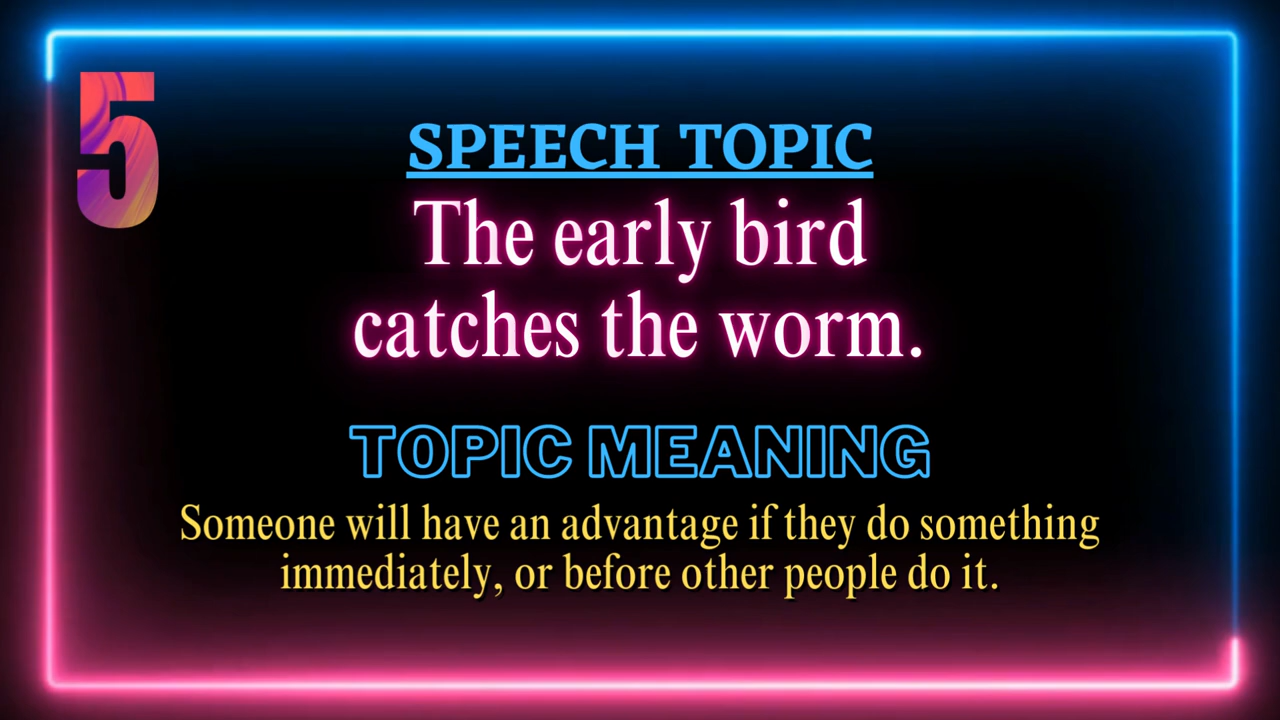 5
SPEECH TOPIC
The early bird
catches the worm.
TOPIC MEANING
Someone will have an advantage if they do something
immediately, or before other people do it.